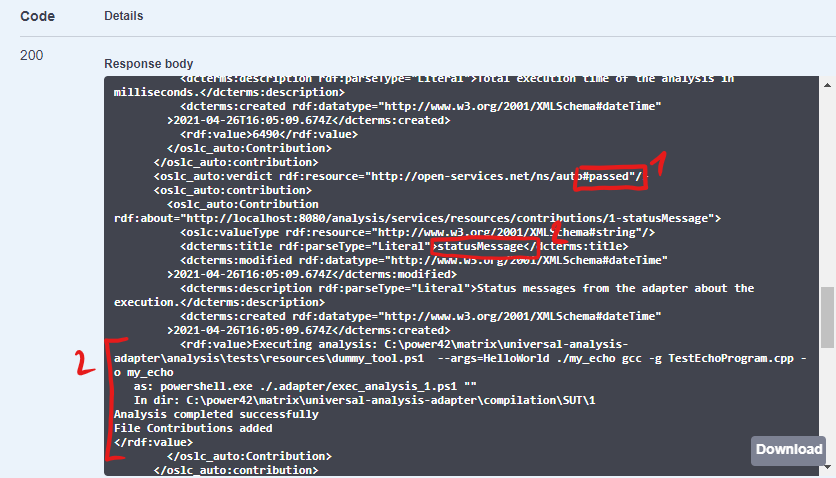 Code Details
200
Response body
<dcterms:description rdf:parseType="Literal">Total execution time of the analysis in
milliseconds.</dcterms:description>
<dcterms:created rdf:datatype="http://www.w3.org/2001/XMLSchema#dateTime"
>2021-04-26T16:05:09.674Z</dcterms:created>
<rdf:value>6490</rdf:value>
</oslc_auto:Contribution>
</oslc_auto:contribution>
<oslc_auto:verdict rdf:resource="http://open-services.net/ns/auto#passed"/>
1
<oslc_auto:contribution>
<oslc_auto:Contribution
rdf:about="http://localhost:8080/analysis/services/resources/contributions/1-statusMessage">
<oslc:valueType rdf:resource="http://www.w3.org/2001/XMLSchema#string"/>
<dcterms:title rdf:parseType="Literal">statusMessage</dcterms:title>
2
<dcterms:modified rdf:datatype="http://www.w3.org/2001/XMLSchema#dateTime"
>2021-04-26T16:05:09.674Z</dcterms:modified>
<dcterms:description rdf:parseType="Literal">Status messages from the adapter about the
execution.</dcterms:description>
<dcterms:created rdf:datatype="http://www.w3.org/2001/XMLSchema#dateTime"
>2021-04-26T16:05:09.674Z</dcterms:created>
2
<rdf:value>Executing analysis: C:\power42\matrix\universal-analysis-
adapter\analysis\tests\resources\dummy_tool.ps1  --args=HelloWorld ./my_echo gcc -g TestEchoProgram.cpp -
o my_echo
as: powershell.exe ./.adapter/exec_analysis_1.ps1 ""
In dir: C:\power42\matrix\universal-analysis-adapter\compilation\SUT\1
Analysis completed successfully
File Contributions added
</rdf:value>
</oslc_auto:Contribution>
</oslc_auto:contribution>
Download